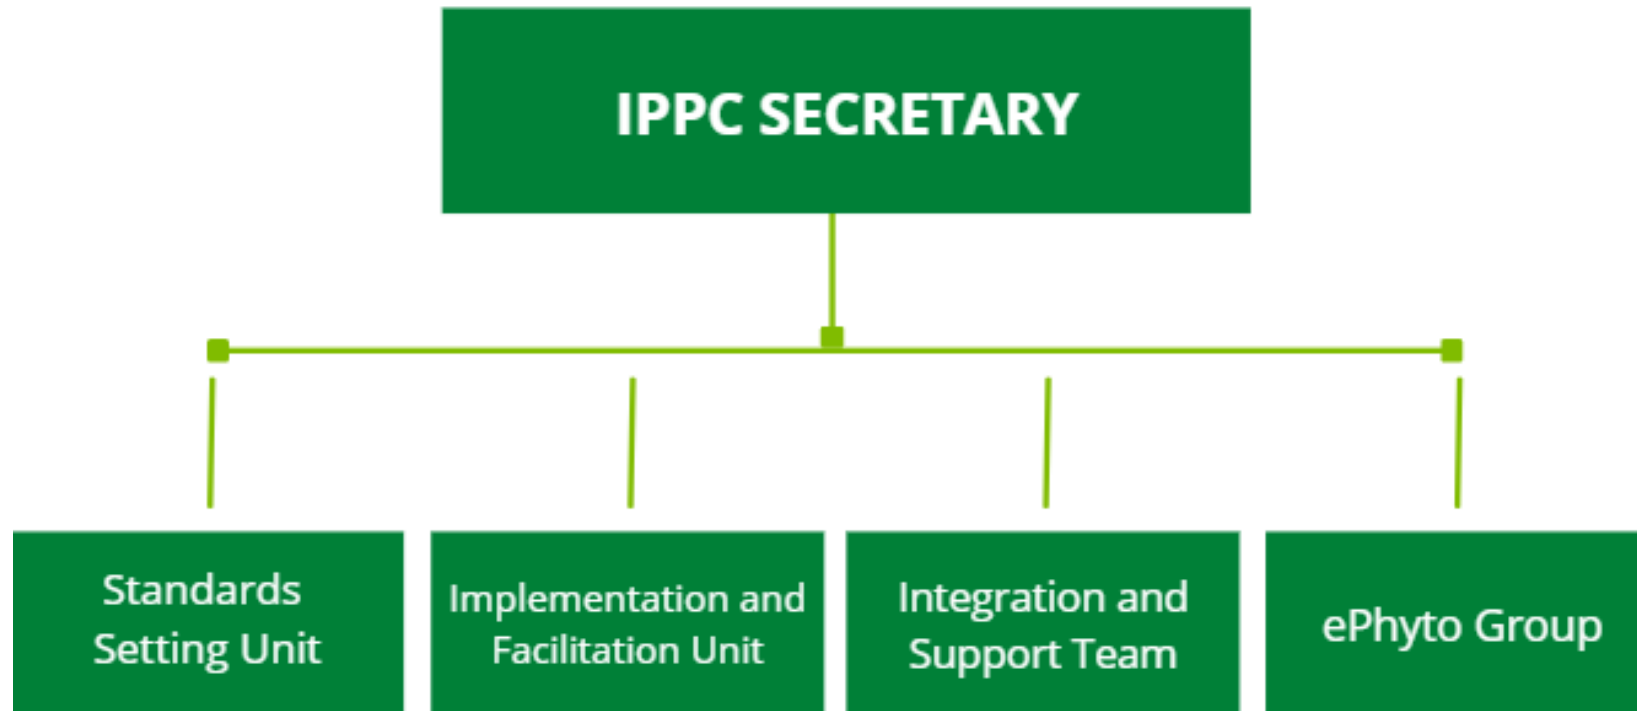 IPPC SECRETARY
Standards
Setting Unit
Implementation and
Facilitation Unit
Integration and
Support Team
ePhyto Group